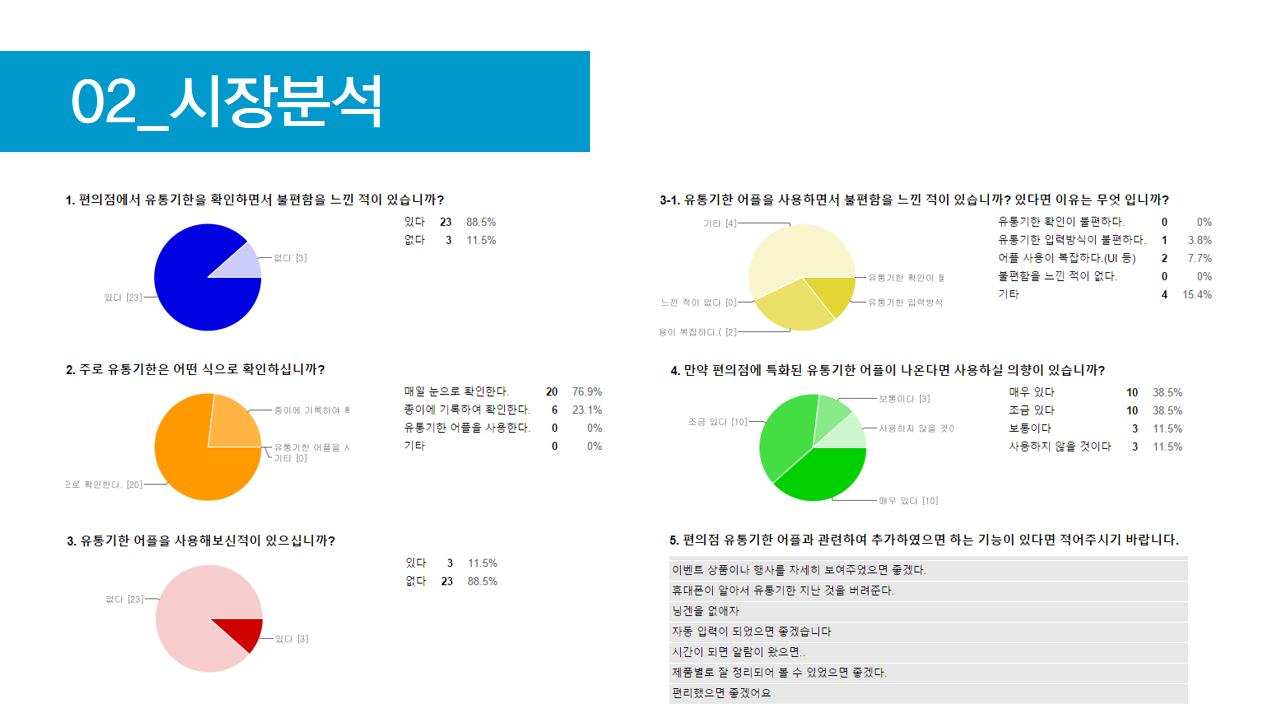 02_시장분석
1. 편의점에서 유통기한을 확인하면서 불편함을 느낀 적이 있습니까?
있다 23 88.5%
없다 3 11.5%
없다 [3]
있다 [23]
2. 주로 유통기한은 어떤 식으로 확인하십니까?
매일 눈으로 확인한다. 20 76.9%
종이에 기록하여 확인한다. 6 23.1%
유통기한 어플을 사용한다. 0 0%
기타 0 0%
종이에 기록하여
유통기한 어플을
기타 [0]
으로 확인한다. [20]
3. 유통기한 어플을 사용해보신적이 있으십니까?
있다 3 11.5%
없다 23 88.5%
없다 [23]
있다 [3]
3-1. 유통기한 어플을 사용하면서 불편함을 느낀 적이 있습니까? 있다면 이유는 무엇 입니까?
유통기한 확인이 불편하다. 0 0%
유통기한 입력방식이 불편하다. 1 3.8%
어플 사용이 복잡하다.(UI 등) 2 7.7%
불편함을 느낀 적이 없다. 0 0%
기타 4 15.4%
기타 [4]
유통기한 확인이
느낀 적이 없다 [0]
유통기한 입력방식
용이 복잡하다.( [2]
4. 만약 편의점에 특화된 유통기한 어플이 나온다면 사용하실 의향이 있습니까?
매우 있다 10 38.5%
조금 있다 10 38.5%
보통이다 3 11.5%
사용하지 않을 것이다 3 11.5%
보통이다 [3]
조금 있다 [10]
사용하지 않을 것이
매우 있다 [10]
5. 편의점 유통기한 어플과 관련하여 추가하였으면 하는 기능이 있다면 적어주시기 바랍니다.
이벤트 상품이나 행사를 자세히 보여주었으면 좋겠다.
휴대폰이 알아서 유통기한 지난 것을 버려준다.
닝겐을 없애자
자동 입력이 되었으면 좋겠습니다
시간이 되면 알람이 왔으면..
제품별로 잘 정리되어 볼 수 있었으면 좋겠다.
편리했으면 좋겠어요